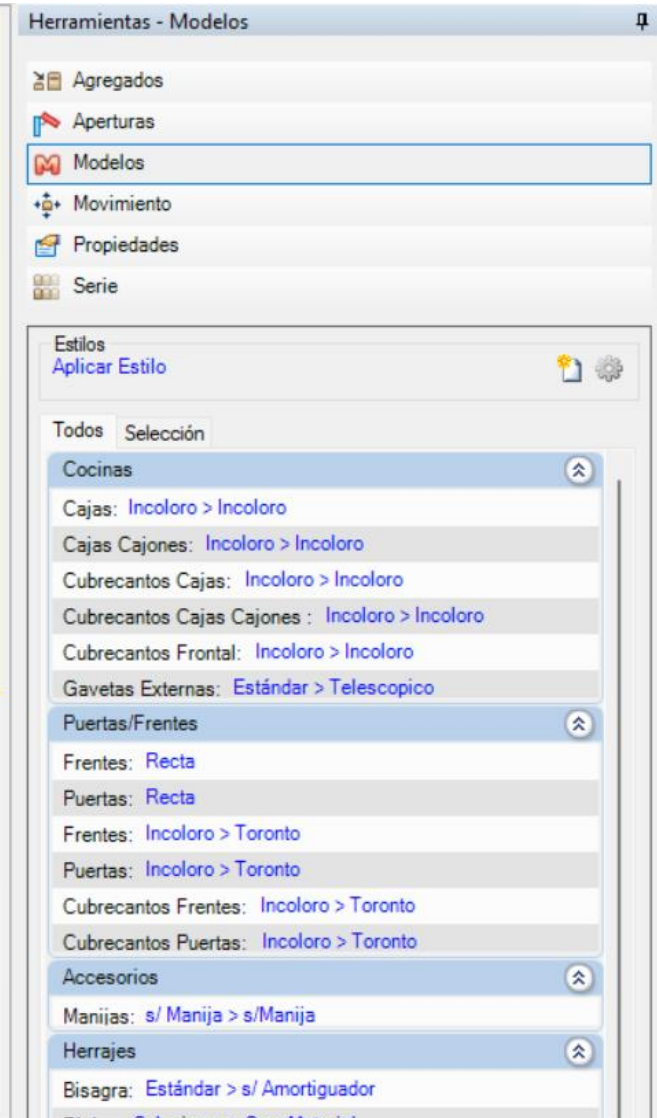 Herramientas - Modelos
Agregados
Aperturas
Modelos
Movimiento
Propiedades
Serie
Estilos
Aplicar Estilo
Todos Selección
Cocinas
Cajas: Incoloro > Incoloro
Cajas Cajones: Incoloro > Incoloro
Cubrecantos Cajas: Incoloro > Incoloro
Cubrecantos Cajas Cajones : Incoloro > Incoloro
Cubrecantos Frontal: Incoloro > Incoloro
Gavetas Externas: Estándar > Telescopico
Puertas/Frentes
Frentes: Recta
Puertas: Recta
Frentes: Incoloro > Toronto
Puertas: Incoloro > Toronto
Cubrecantos Frentes: Incoloro > Toronto
Cubrecantos Puertas: Incoloro > Toronto
Accesorios
Manijas: s/ Manija > s/Manija
Herrajes
Bisagra: Estándar > s/ Amortiguador